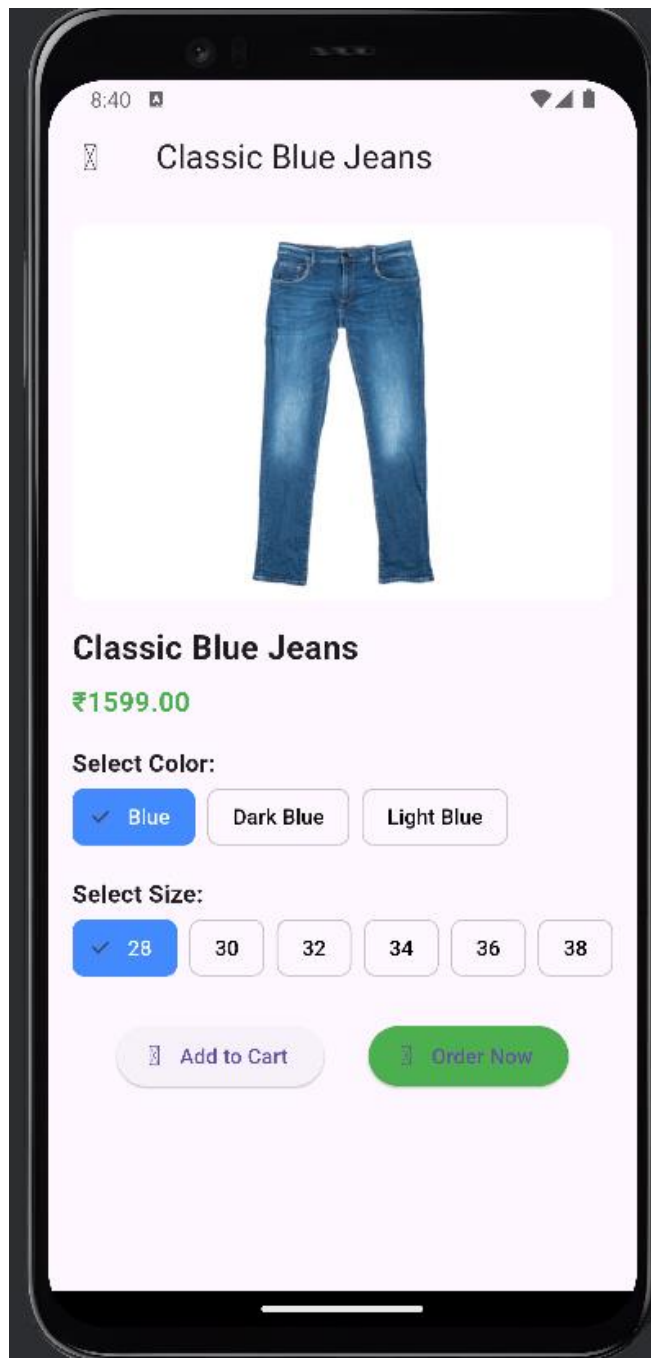 8:40
Classic Blue Jeans
Classic Blue Jeans
₹1599.00
Select Color:
Blue Dark Blue Light Blue
Select Size:
28 30 32 34 36 38
Add to Cart Order Now